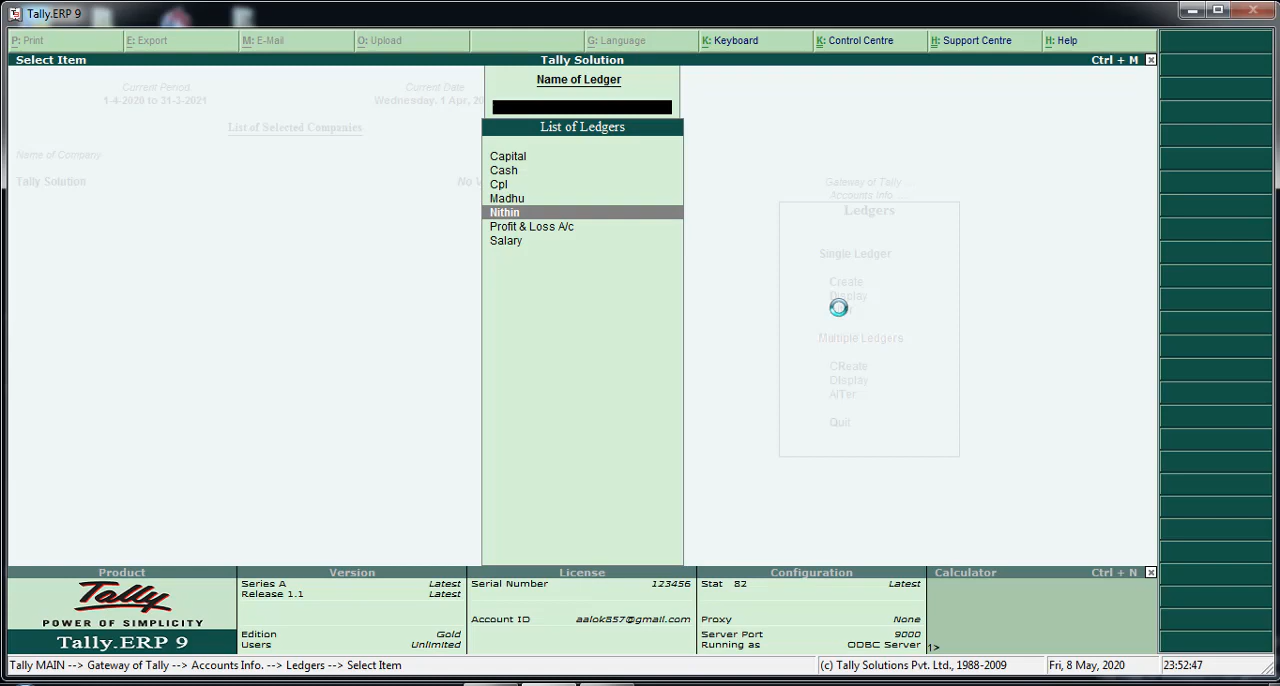 Tally.ERP 9
P: Print
E: Export
M: E-Mail
O: Upload
G: Language
K: Keyboard
K: Control Centre
H: Support Centre
H: Help
Select Item
Tally Solution
Ctrl + M
Current Period
1-4-2020 to 31-3-2021
Current Date
Wednesday, 1 Apr, 20
Name of Ledger
List of Selected Companies
List of Ledgers
Name of Company
Tally Solution
No V
Capital
Cash
Cpl
Madhu
Nithin
Profit & Loss A/c
Salary
Gateway of Tally ...
Accounts Info. ...
Ledgers
Single Ledger
Create
Display
Multiple Ledgers
CReate
DIsplay
AlTer
Quit
Product
Version
License
Configuration
Calculator
Ctrl + N
Tally
POWER OF SIMPLICITY
Tally.ERP 9
Series A Latest
Release 1.1 Latest
Edition Gold
Users Unlimited
Serial Number 123456
Account ID aalok857@gmail.com
Stat 82 Latest
Proxy None
Server Port 9000
Running as ODBC Server
1>
Tally MAIN --> Gateway of Tally --> Accounts Info. --> Ledgers --> Select Item
(c) Tally Solutions Pvt. Ltd., 1988-2009
Fri, 8 May, 2020
23:52:47